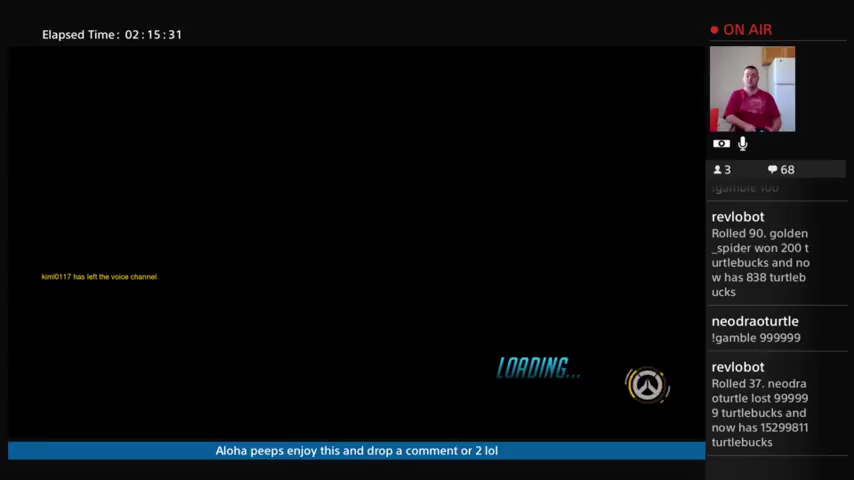 Elapsed Time: 02:15:31
ON AIR
3
68
!gamble 100
revlobot
Rolled 90. golden
_spider won 200 t
urtlebucks and no
w has 838 turtleb
ucks
kiml0117 has left the voice channel.
neodraoturtle
!gamble 999999
revlobot
Rolled 37. neodra
oturtle lost 99999
9 turtlebucks and
now has 15299811
turtlebucks
LOADING...
Aloha peeps enjoy this and drop a comment or 2 lol